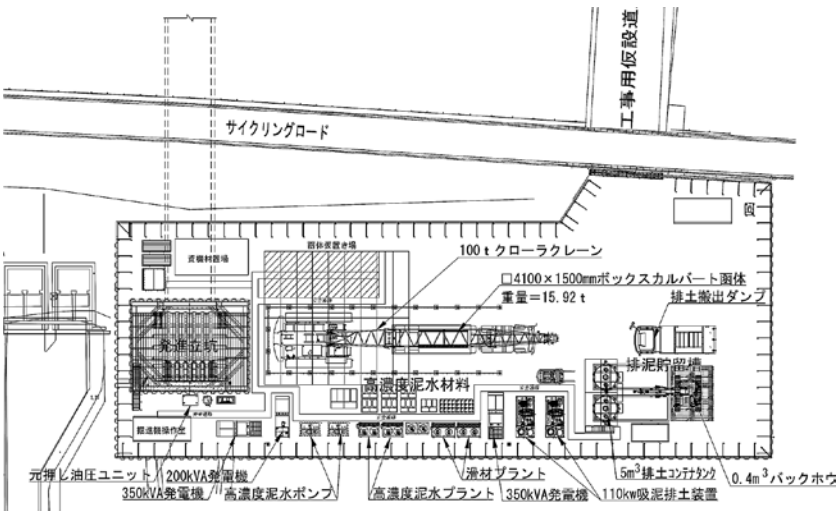 工事用仮設道
サイクリングロード
資機材置場
函体仮置き場
100tクローラクレーン
□4100×1500mmボックスカルバート函体
重量=15.92t
排土搬出ダンプ
発進立坑
排泥貯留槽
高濃度泥水材料
元押し油圧ユニット
200kVA発電機
350kVA発電機
高濃度泥水ポンプ
高濃度泥水プラント
滑材プラント
350kVA発電機
110kw吸泥排土装置
5m³排土コンテナタンク
0.4m³バックホウ